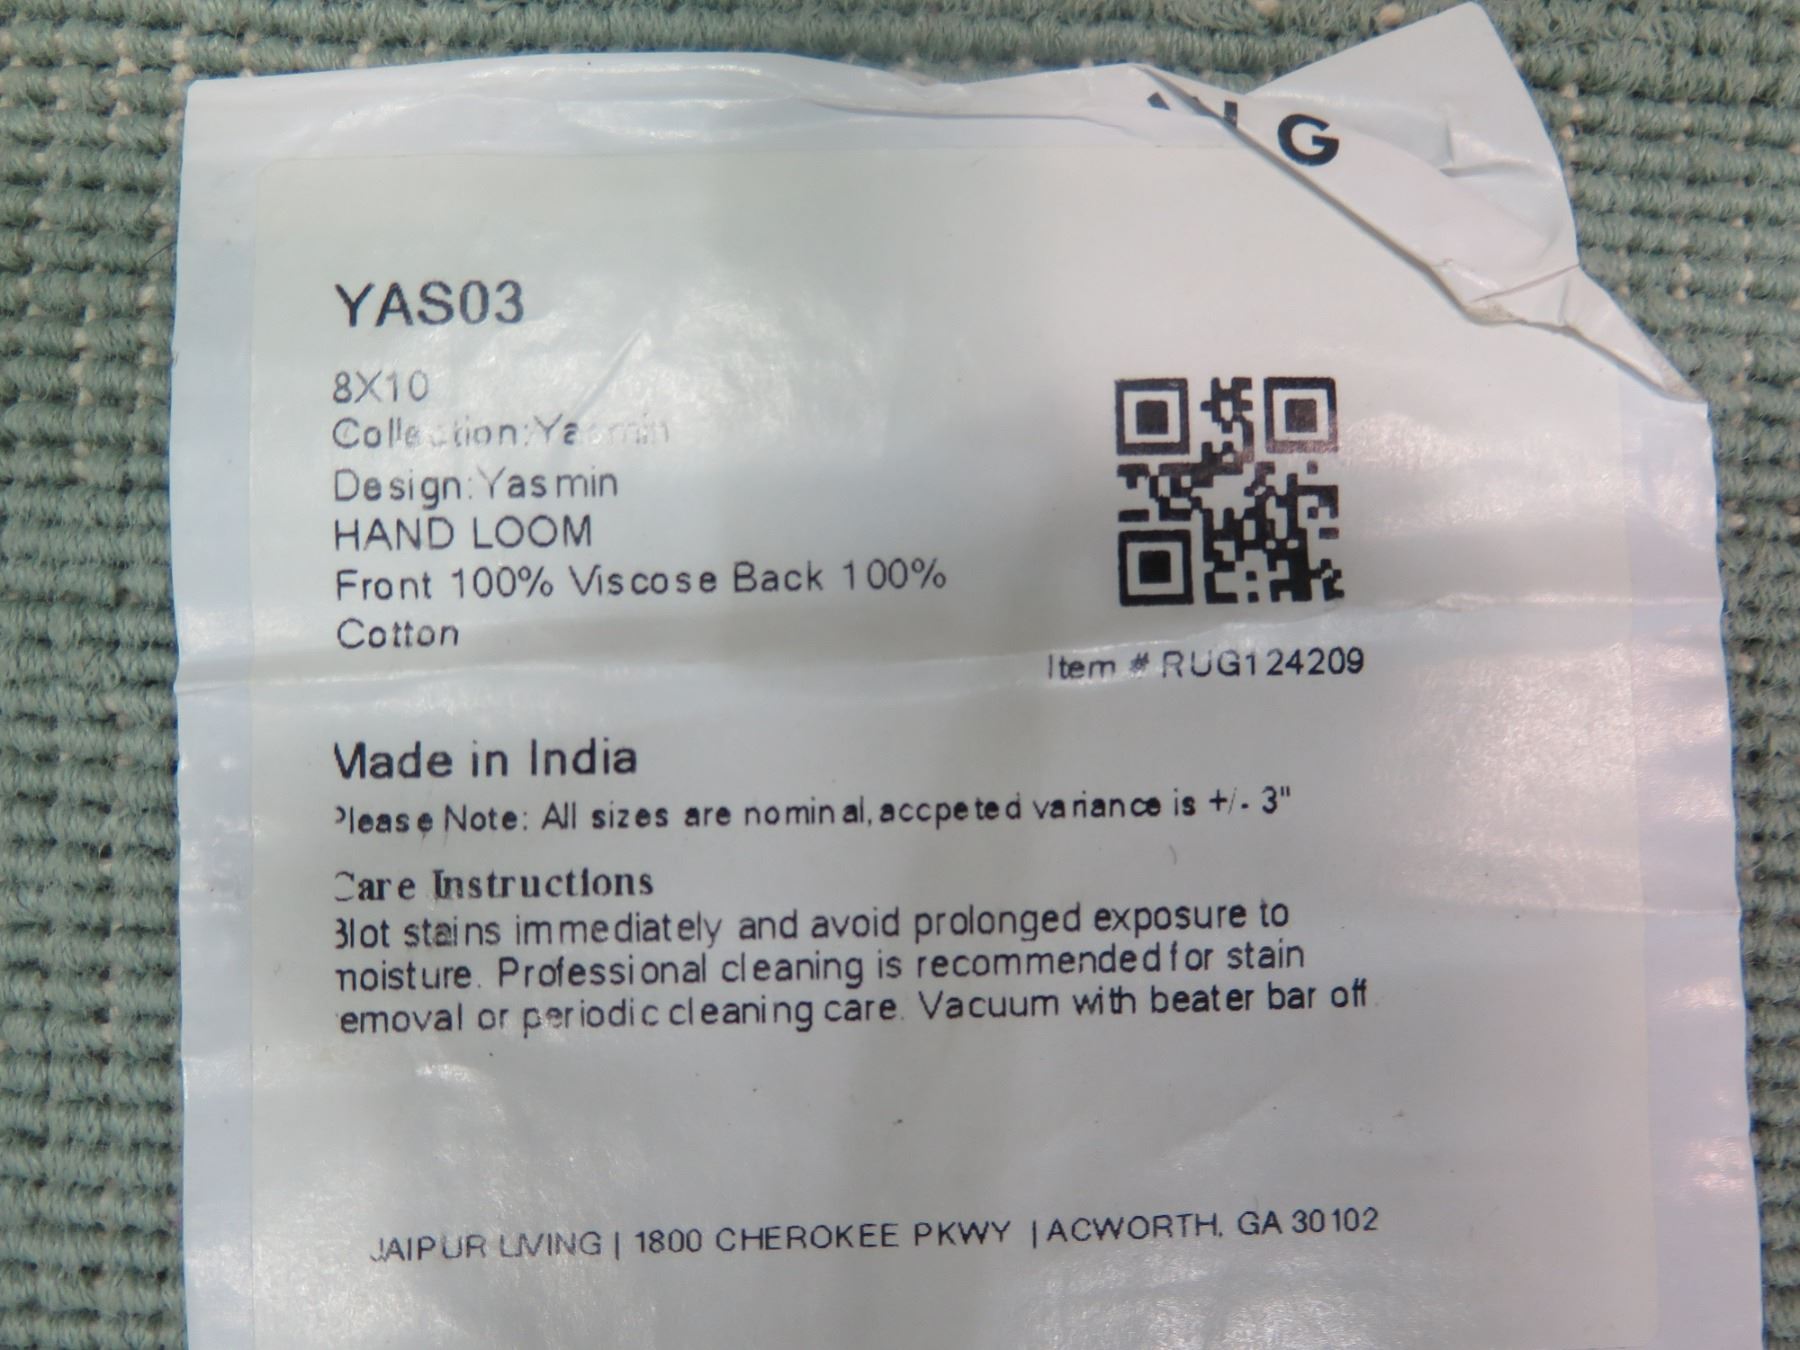 G
YAS03
8X10
Collection:Yasmin
Design:Yasmin
HAND LOOM
Front 100% Viscose Back 100%
Cotton
Item # RUG124209
Made in India
Please Note: All sizes are nominal, accpeted variance is +/- 3"
Care Instructions
Blot stains immediately and avoid prolonged exposure to
moisture. Professional cleaning is recommended for stain
removal or periodic cleaning care. Vacuum with beater bar off
JAIPUR LIVING | 1800 CHEROKEE PKWY | ACWORTH, GA 30102